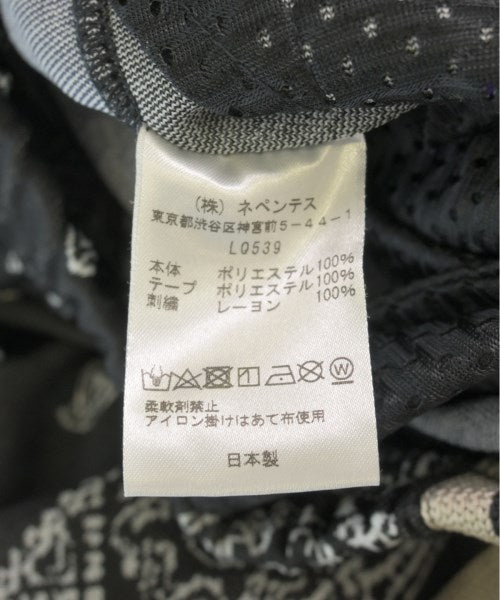 （株）ネペンテス
東京都渋谷区神宮前5-44-1
LQ539
本体 ポリエステル100%
テープ ポリエステル100%
刺繍 レーヨン 100%
柔軟剤禁止
アイロン掛けはあて布使用
日本製